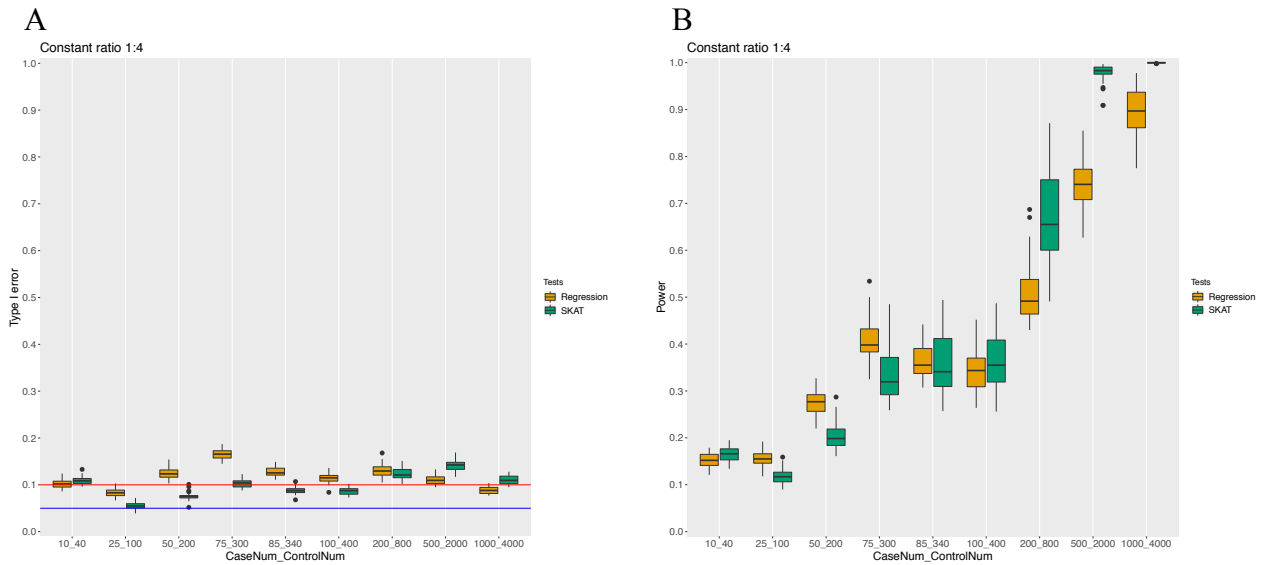 A
Constant ratio 1:4
1.0
0.9
0.8
0.7
0.6
0.5
0.4
0.3
0.2
0.1
0.0
Type I error
10_40 25_100 50_200 75_300 85_340 100_400 200_800 500_2000 1000_4000
CaseNum_ControlNum
Tests
Regression
SKAT
B
Constant ratio 1:4
1.0
0.9
0.8
0.7
0.6
0.5
0.4
0.3
0.2
0.1
0.0
Power
10_40 25_100 50_200 75_300 85_340 100_400 200_800 500_2000 1000_4000
CaseNum_ControlNum
Tests
Regression
SKAT